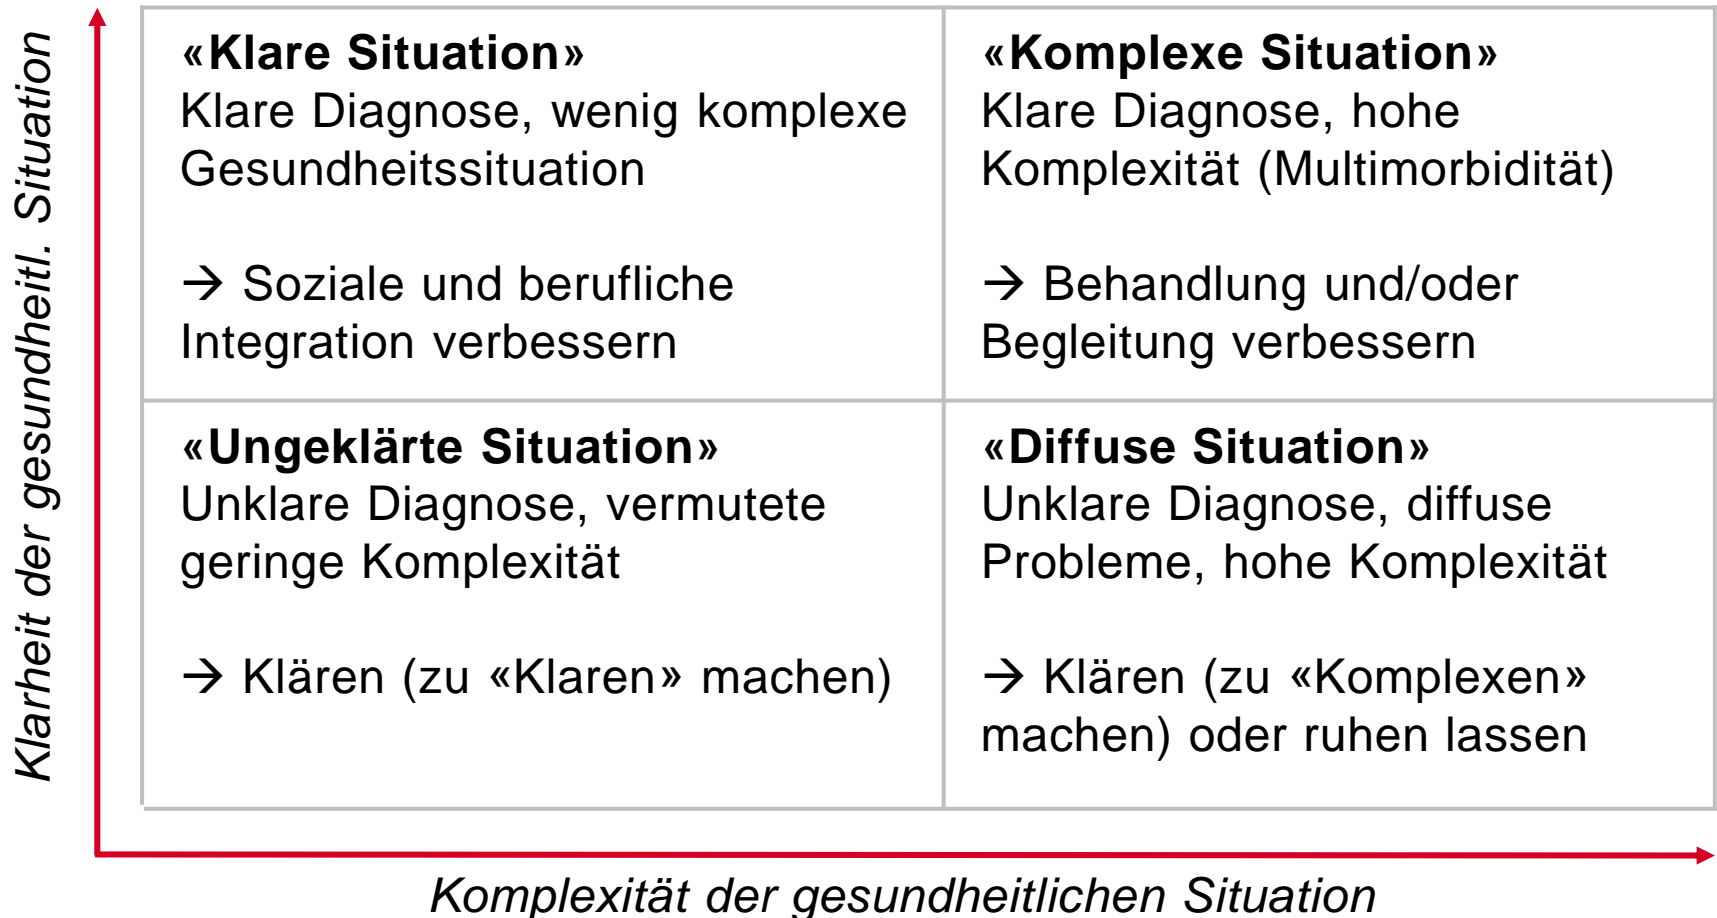 Klarheit der gesundheitl. Situation
«Klare Situation»
Klare Diagnose, wenig komplexe
Gesundheitssituation
→ Soziale und berufliche
Integration verbessern
«Komplexe Situation»
Klare Diagnose, hohe
Komplexität (Multimorbidität)
→ Behandlung und/oder
Begleitung verbessern
«Ungeklärte Situation»
Unklare Diagnose, vermutete
geringe Komplexität
→ Klären (zu «Klaren» machen)
«Diffuse Situation»
Unklare Diagnose, diffuse
Probleme, hohe Komplexität
→ Klären (zu «Komplexen»
machen) oder ruhen lassen
Komplexität der gesundheitlichen Situation